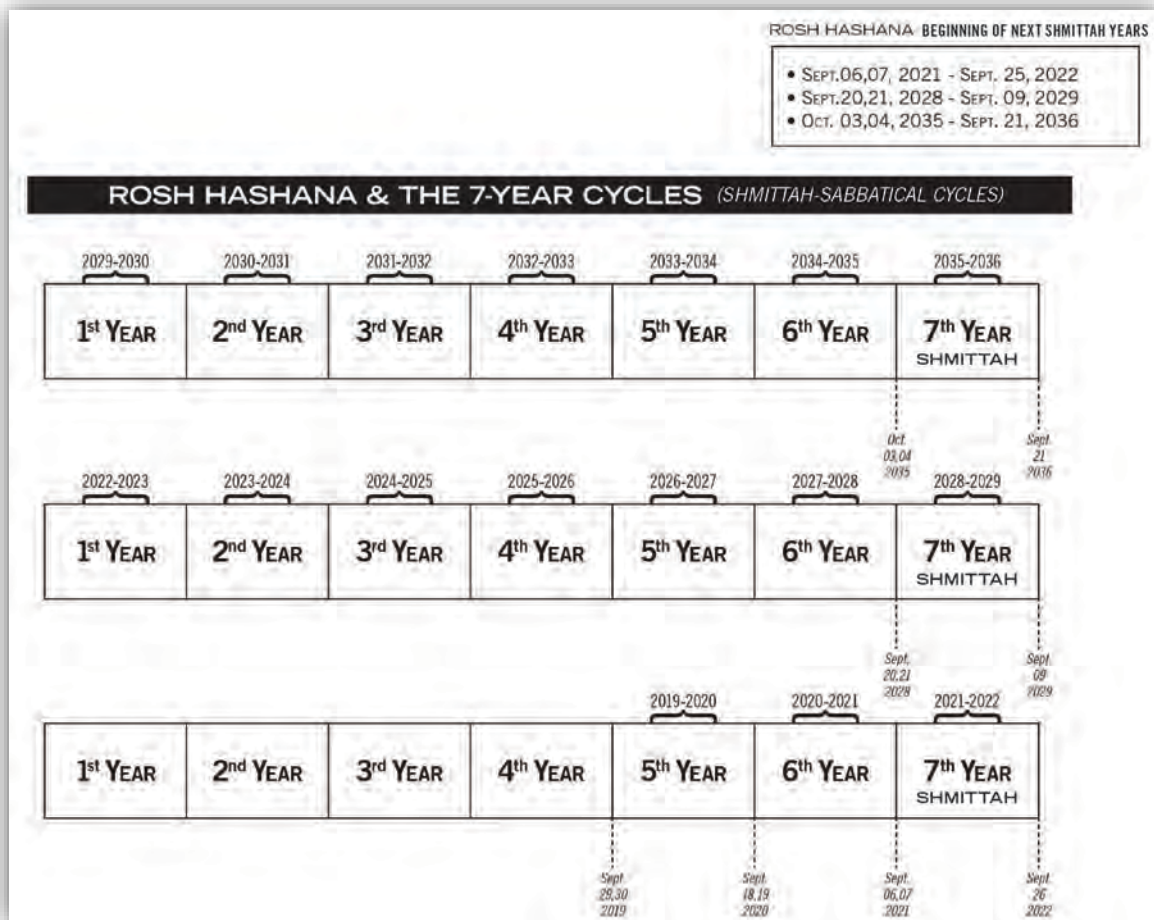 ROSH HASHANA BEGINNING OF NEXT SHMITTAH YEARS
• SEPT.06,07, 2021 - SEPT. 25, 2022
• SEPT.20,21, 2028 - SEPT. 09, 2029
• OCT. 03,04, 2035 - SEPT. 21, 2036
ROSH HASHANA & THE 7-YEAR CYCLES (SHMITTAH-SABBATICAL CYCLES)
2029-2030 2030-2031 2031-2032 2032-2033 2033-2034 2034-2035 2035-2036
1st YEAR 2nd YEAR 3rd YEAR 4th YEAR 5th YEAR 6th YEAR 7th YEAR
SHMITTAH
Oct. Sept.
03,04 21
2035 2036
2022-2023 2023-2024 2024-2025 2025-2026 2026-2027 2027-2028 2028-2029
1st YEAR 2nd YEAR 3rd YEAR 4th YEAR 5th YEAR 6th YEAR 7th YEAR
SHMITTAH
Sept. Sept.
20,21 09
2028 2029
2019-2020 2020-2021 2021-2022
1st YEAR 2nd YEAR 3rd YEAR 4th YEAR 5th YEAR 6th YEAR 7th YEAR
SHMITTAH
Sept. Sept. Sept. Sept.
29,30 18,19 06,07 26
2019 2020 2021 2022